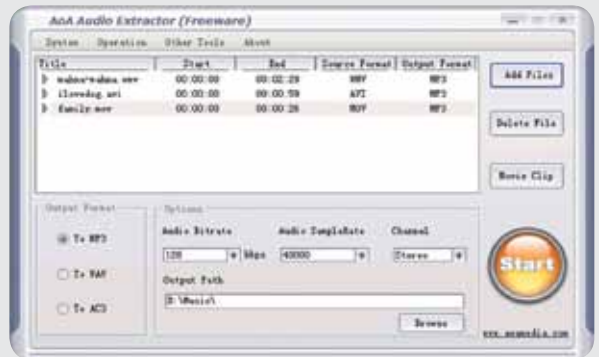 AoA Audio Extractor (Freeware)
System Operation Other Tools About
Title Start End Source Format Output Format
00:00:00 00:02:29 WMV MP3
ilovedog.avi 00:00:00 00:00:59 AVI MP3
family.mov 00:00:00 00:00:26 MOV MP3
Add Files
Delete File
Movie Clip
Output Format
To MP3
To WAV
To AC3
Options
Audio Bitrate Audio SampleRate Channel
128 kbps Stereo
Output Path
D:\Music\
Browse
Start
www.aoamedia.com